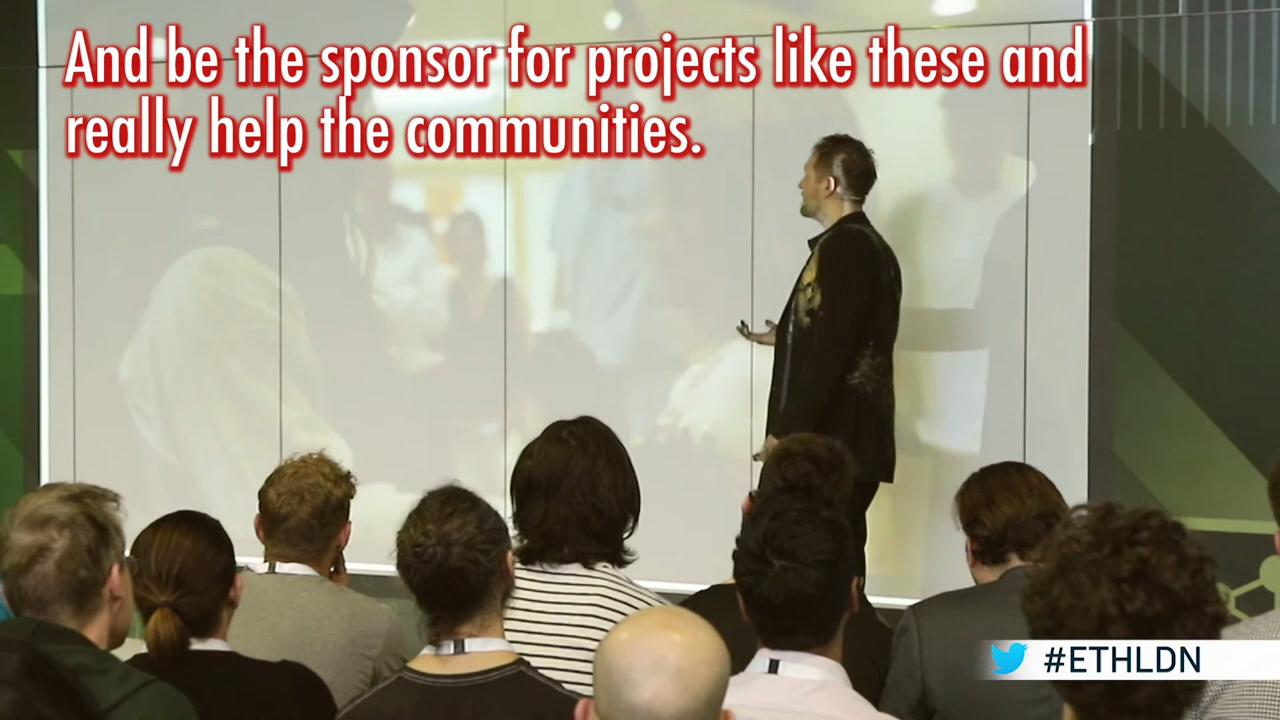 And be the sponsor for projects like these and
really help the communities.
#ETHLDN